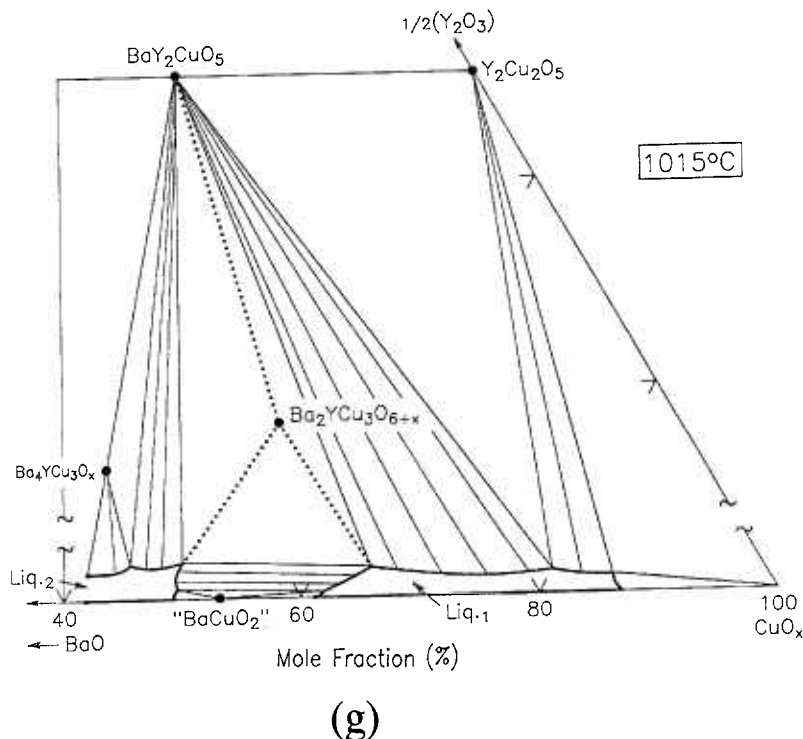 1/2(Y₂O₃)
BaY₂CuO₅
Y₂Cu₂O₅
1015°C
Ba₂YCu₃O₆₊ₓ
Ba₄YCu₃Oₓ
Liq.₂
Liq.₁
40
"BaCuO₂"
60
80
100
CuOₓ
BaO
Mole Fraction (%)
(g)